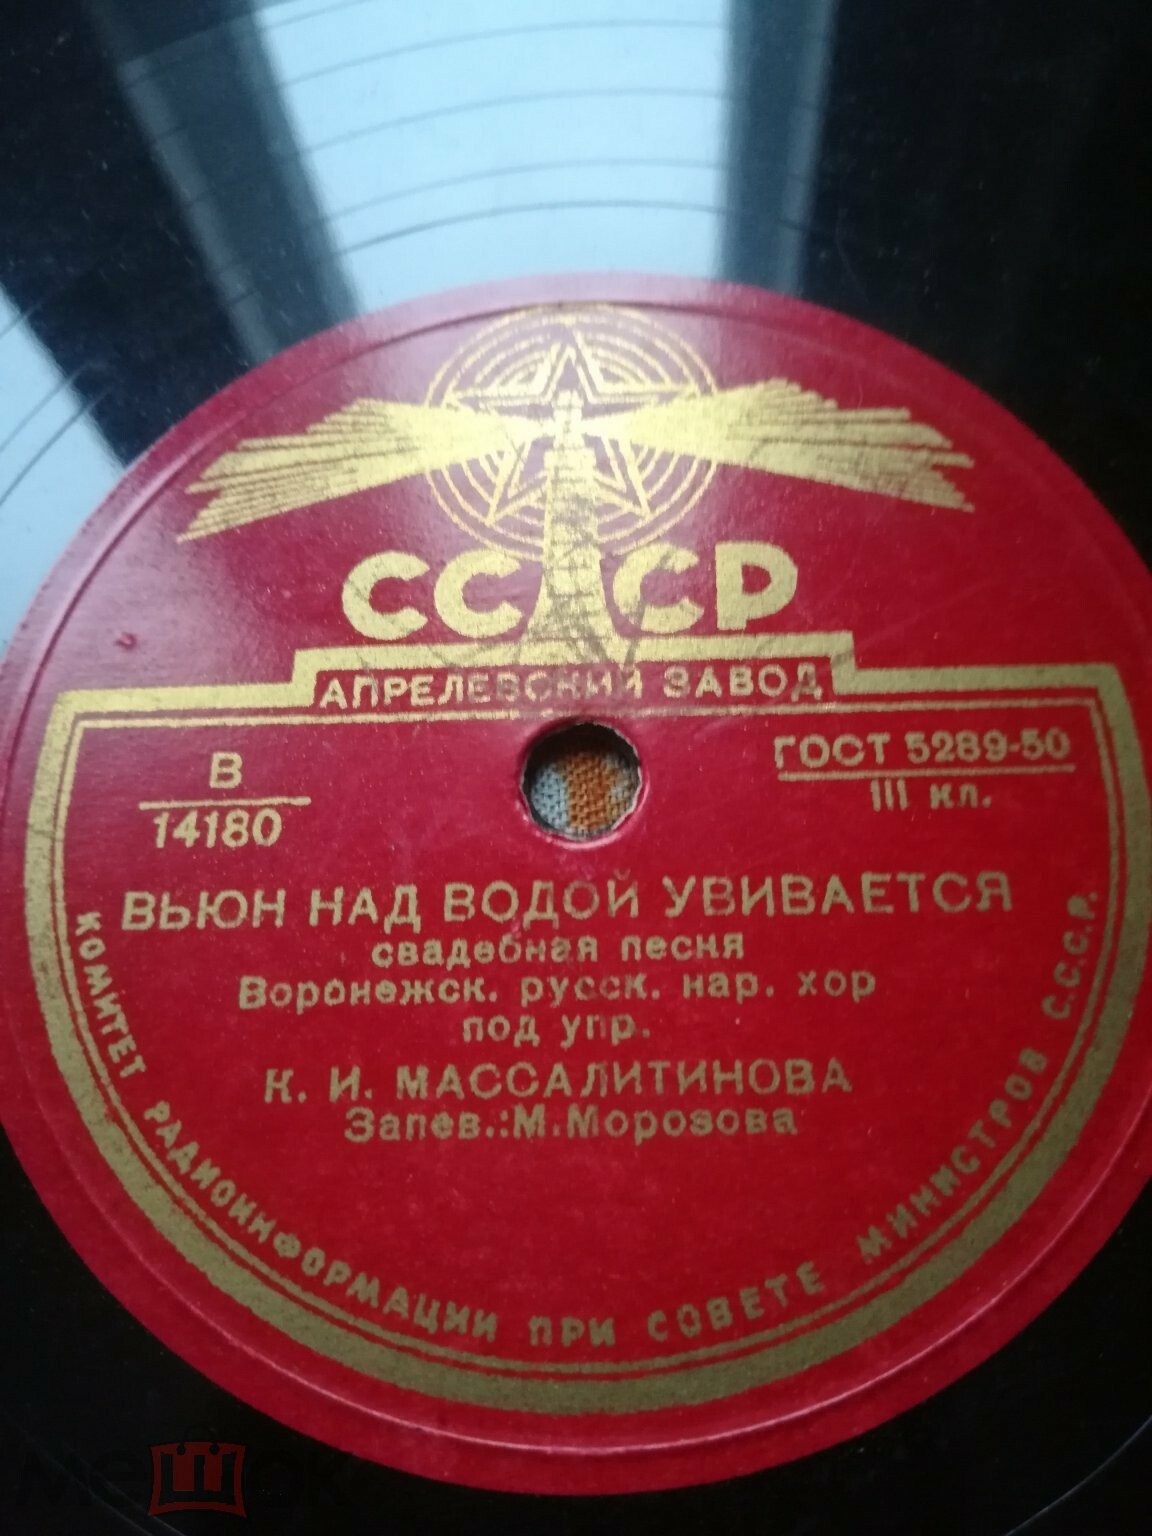 СССР
АПРЕЛЕВСКИЙ ЗАВОД
В
14180
ГОСТ 5289-50
III кл.
ВЬЮН НАД ВОДОЙ УВИВАЕТСЯ
свадебная песня
Воронежск. русск. нар. хор
под упр.
К. И. МАССАЛИТИНОВА
Запев.: М. Морозова
КОМИТЕТ РАДИОИНФОРМАЦИИ ПРИ СОВЕТЕ МИНИСТРОВ С.С.С.Р.
МЕШОК